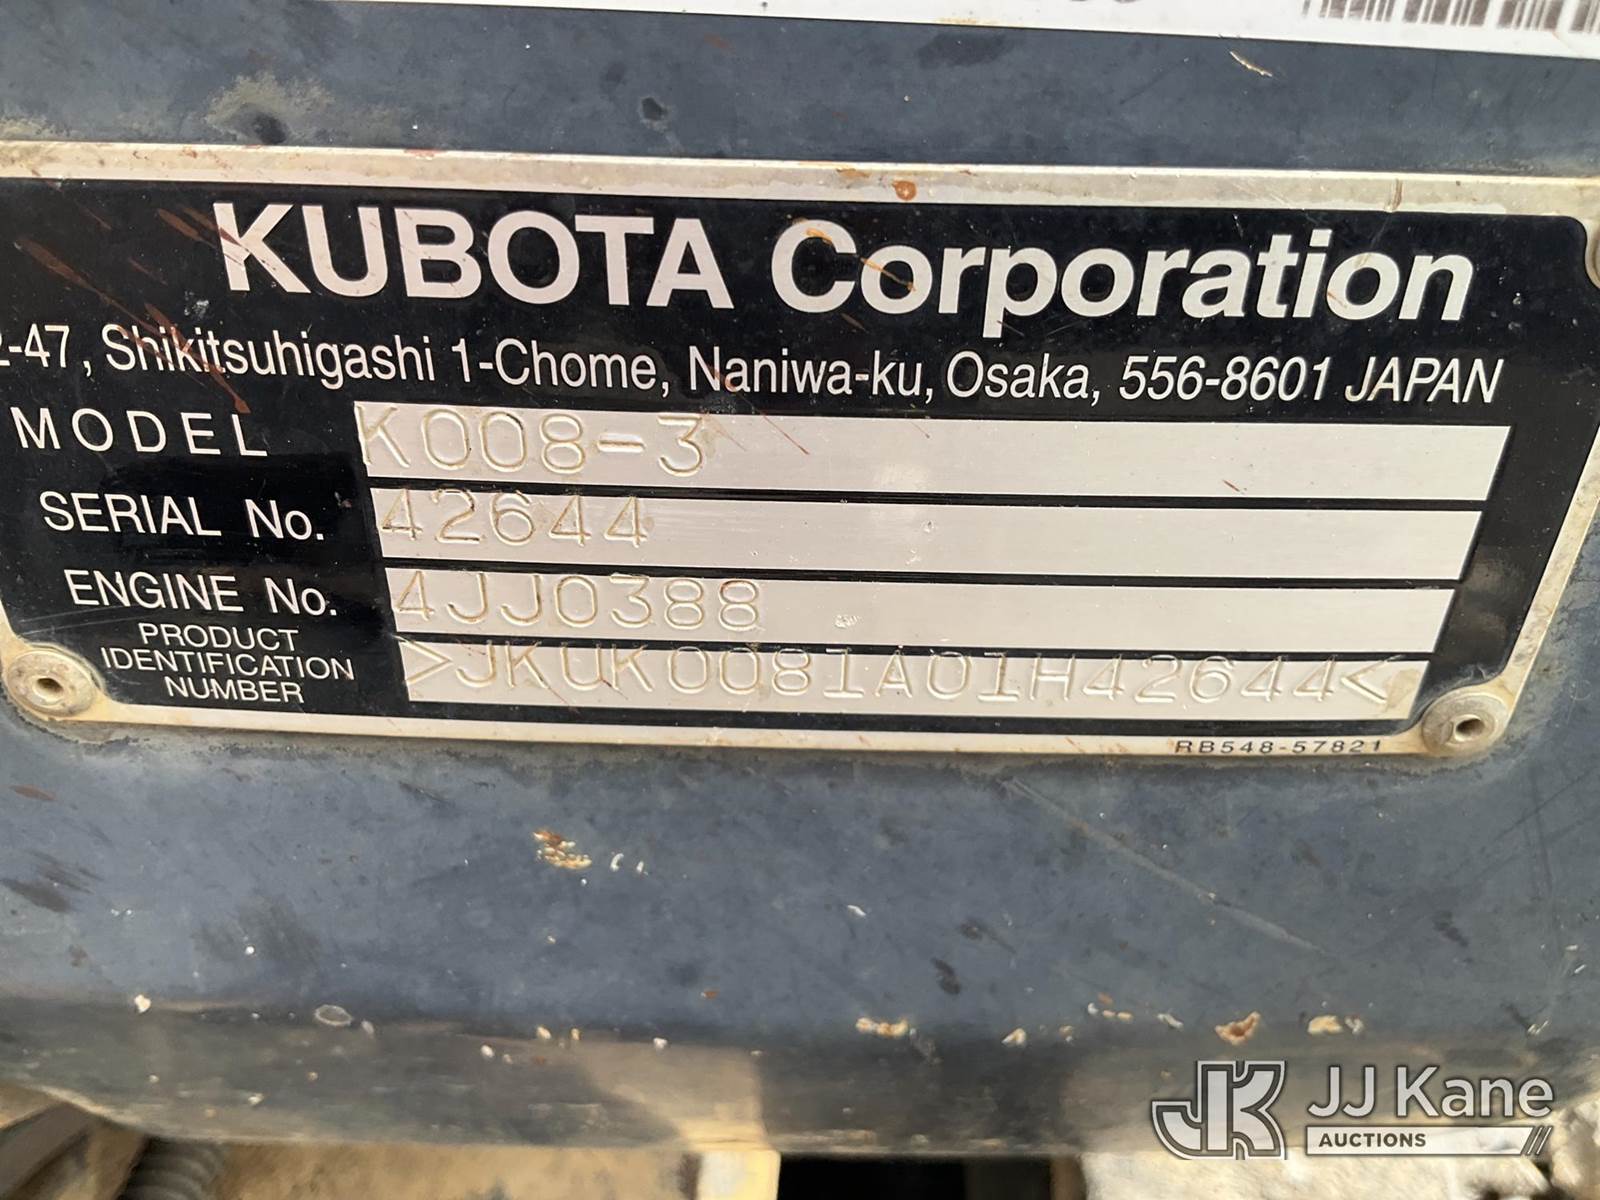 KUBOTA Corporation
2-47, Shikitsuhigashi 1-Chome, Naniwa-ku, Osaka, 556-8601 JAPAN
MODEL K008-3
SERIAL No. 42644
ENGINE No. 4JJ0388
PRODUCT
IDENTIFICATION
NUMBER >JKUK0081A01H42644<
RB548-57821
JK JJ Kane
AUCTIONS